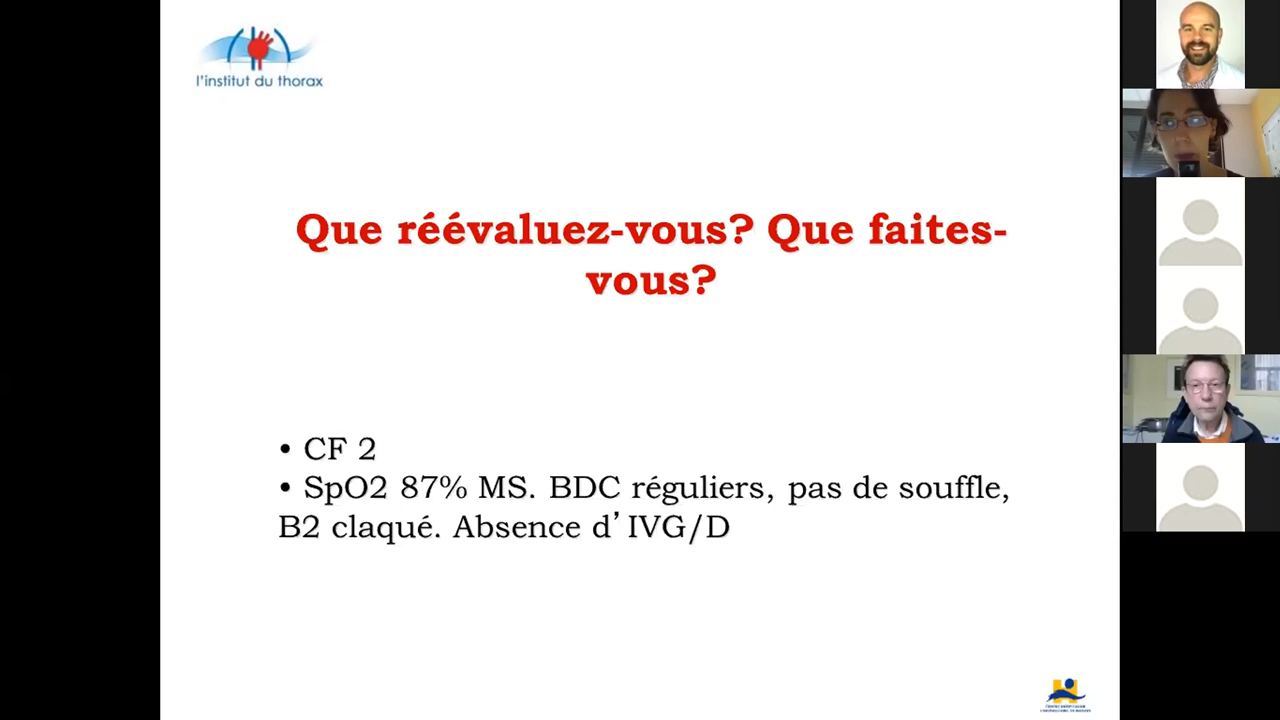 l'institut du thorax
Que réévaluez-vous? Que faites-
vous?
• CF 2
• SpO2 87% MS. BDC réguliers, pas de souffle,
B2 claqué. Absence d’IVG/D